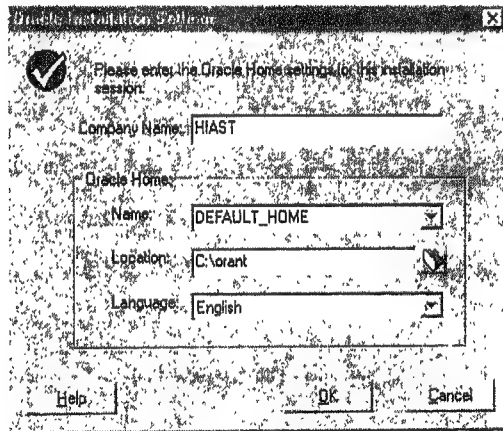 Oracle Installation Settings
Please enter the Oracle Home settings for this installation
session.
Company Name: HIAST
Oracle Home:
Name: DEFAULT_HOME
Location: C:\orant
Language: English
Help OK Cancel